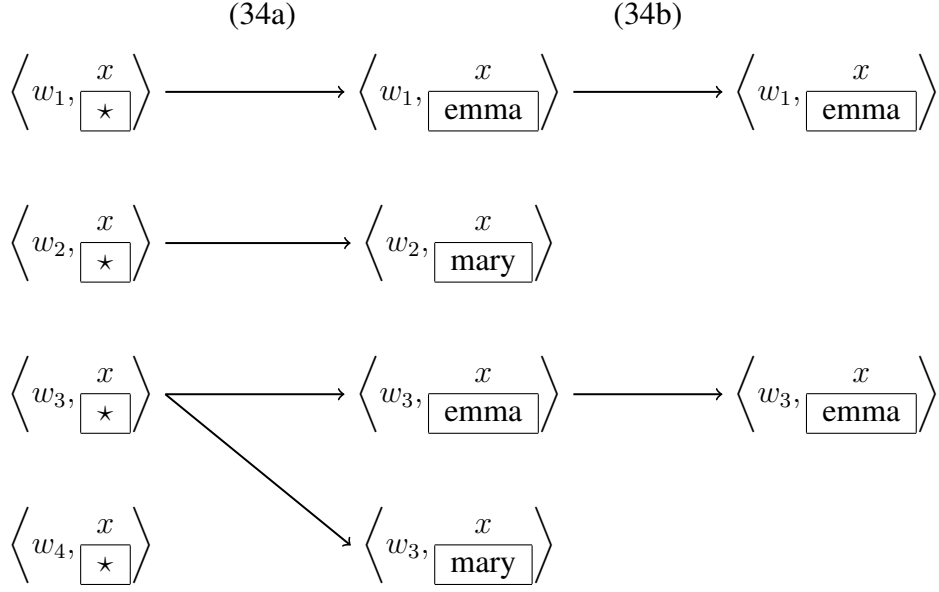 (34a) (34b)
⟨w₁, x ⋆⟩ ⟨w₁, x emma⟩ ⟨w₁, x emma⟩
⟨w₂, x ⋆⟩ ⟨w₂, x mary⟩
⟨w₃, x ⋆⟩ ⟨w₃, x emma⟩ ⟨w₃, x emma⟩
⟨w₄, x ⋆⟩ ⟨w₃, x mary⟩